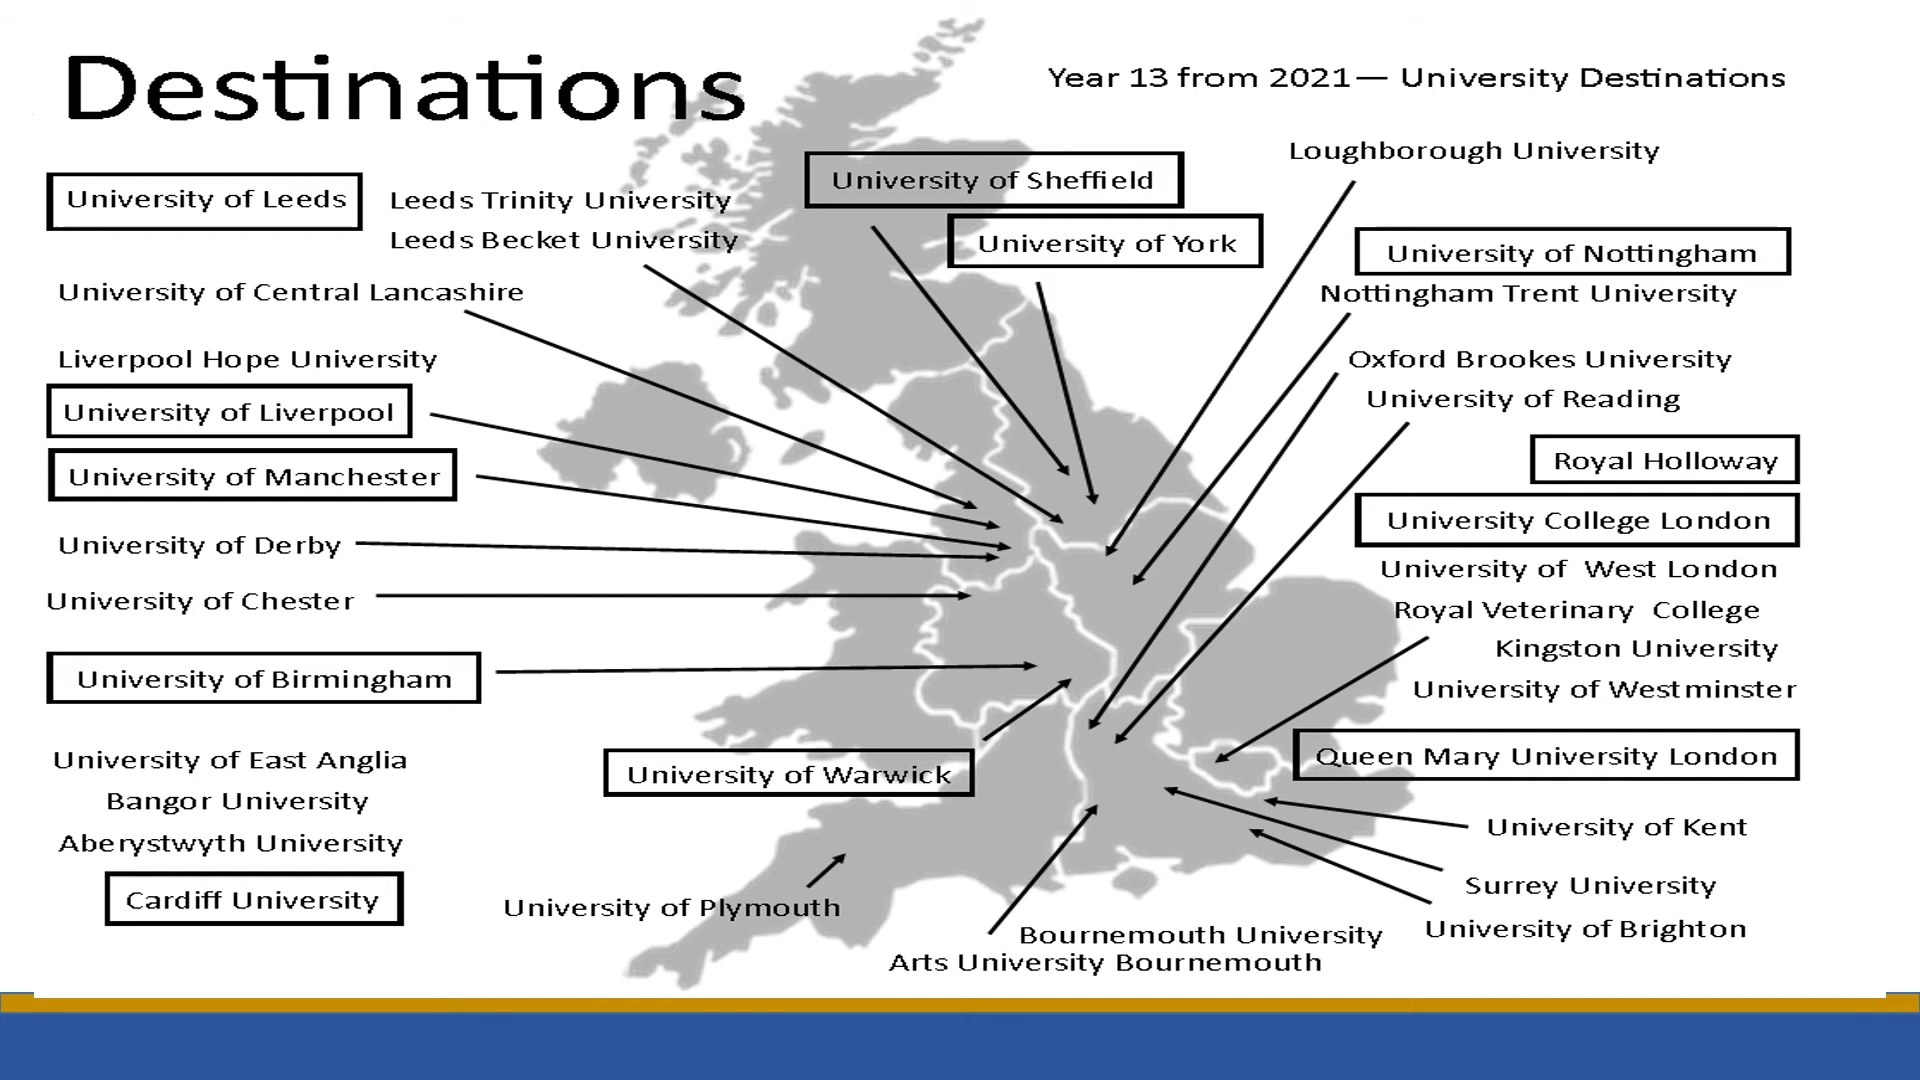 Destinations
Year 13 from 2021— University Destinations
University of Leeds
Leeds Trinity University
Leeds Becket University
University of Sheffield
University of York
Loughborough University
University of Nottingham
Nottingham Trent University
University of Central Lancashire
Liverpool Hope University
University of Liverpool
University of Manchester
University of Derby
University of Chester
University of Birmingham
Oxford Brookes University
University of Reading
Royal Holloway
University College London
University of West London
Royal Veterinary College
Kingston University
University of Westminster
Queen Mary University London
University of East Anglia
Bangor University
Aberystwyth University
Cardiff University
University of Warwick
University of Plymouth
Bournemouth University
Arts University Bournemouth
University of Kent
Surrey University
University of Brighton